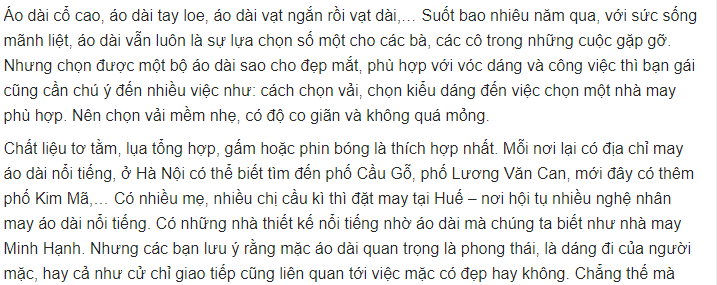 Áo dài cổ cao, áo dài tay loe, áo dài vạt ngắn rồi vạt dài,… Suốt bao nhiêu năm qua, với sức sống
mãnh liệt, áo dài vẫn luôn là sự lựa chọn số một cho các bà, các cô trong những cuộc gặp gỡ.
Nhưng chọn được một bộ áo dài sao cho đẹp mắt, phù hợp với vóc dáng và công việc thì bạn gái
cũng cần chú ý đến nhiều việc như: cách chọn vải, chọn kiểu dáng đến việc chọn một nhà may
phù hợp. Nên chọn vải mềm nhẹ, có độ co giãn và không quá mỏng.
Chất liệu tơ tằm, lụa tổng hợp, gấm hoặc phin bóng là thích hợp nhất. Mỗi nơi lại có địa chỉ may
áo dài nổi tiếng, ở Hà Nội có thể biết tìm đến phố Cầu Gỗ, phố Lương Văn Can, mới đây có thêm
phố Kim Mã,… Có nhiều mẹ, nhiều chị cầu kì thì đặt may tại Huế – nơi hội tụ nhiều nghệ nhân
may áo dài nổi tiếng. Có những nhà thiết kế nổi tiếng nhờ áo dài mà chúng ta biết như nhà may
Minh Hạnh. Nhưng các bạn lưu ý rằng mặc áo dài quan trọng là phong thái, là dáng đi của người
mặc, hay cả như cử chỉ giao tiếp cũng liên quan tới việc mặc có đẹp hay không. Chẳng thế mà